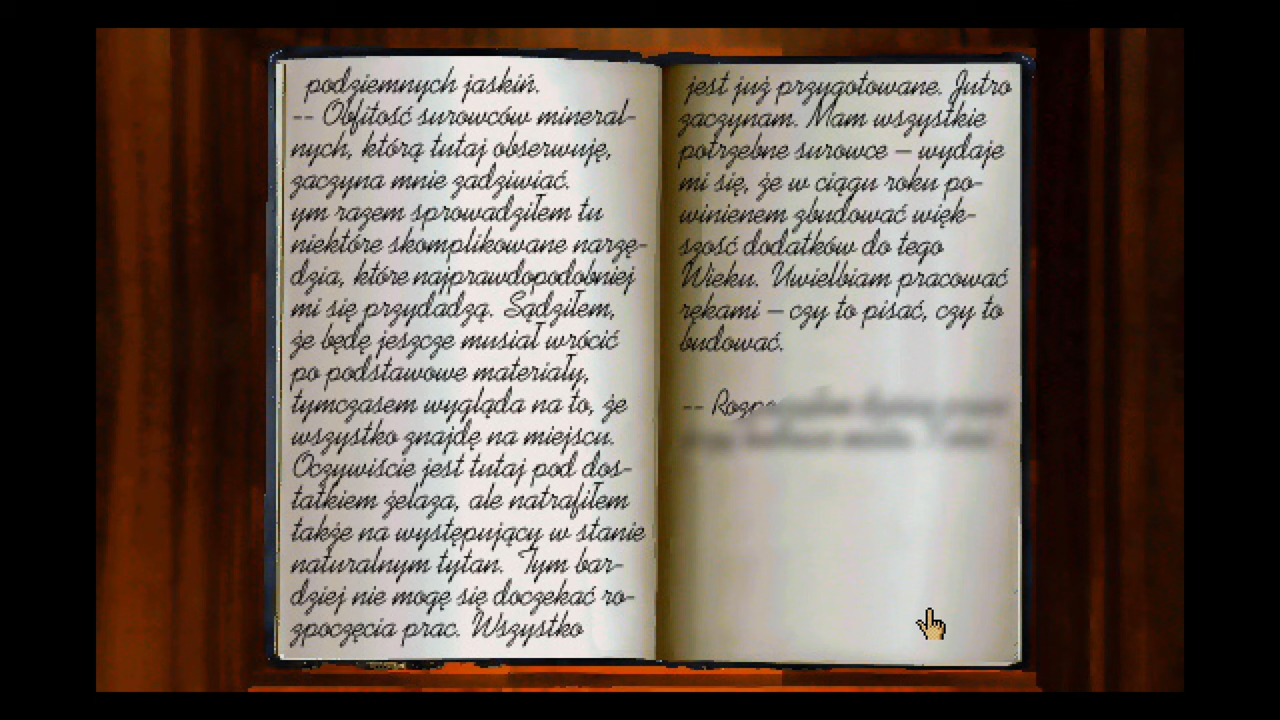 podziemnych jaskiń.
-- Obfitość surowców mineral-
nych, którą tutaj obserwuję,
zaczyna mnie zadziwiać.
ym razem sprowadziłem tu
niektóre skomplikowane narzę-
dzia, które najprawdopodobniej
mi się przydadzą. Sądziłem,
że będę jeszcze musiał wrócić
po podstawowe materiały,
tymczasem wygląda na to, że
wszystko znajdę na miejscu.
Oczywiście jest tutaj pod dos-
tatkiem żelaza, ale natrafiłem
także na występujący w stanie
naturalnym tytan. Tym bar-
dziej nie mogę się doczekać ro-
zpoczęcia prac. Wszystko
jest już przygotowane. Jutro
zaczynam. Mam wszystkie
potrzebne surowce – wydaje
mi się, że w ciągu roku po-
winienem zbudować więk-
szość dodatków do tego
Wieku. Uwielbiam pracować
rękami – czy to pisać, czy to
budować.
--